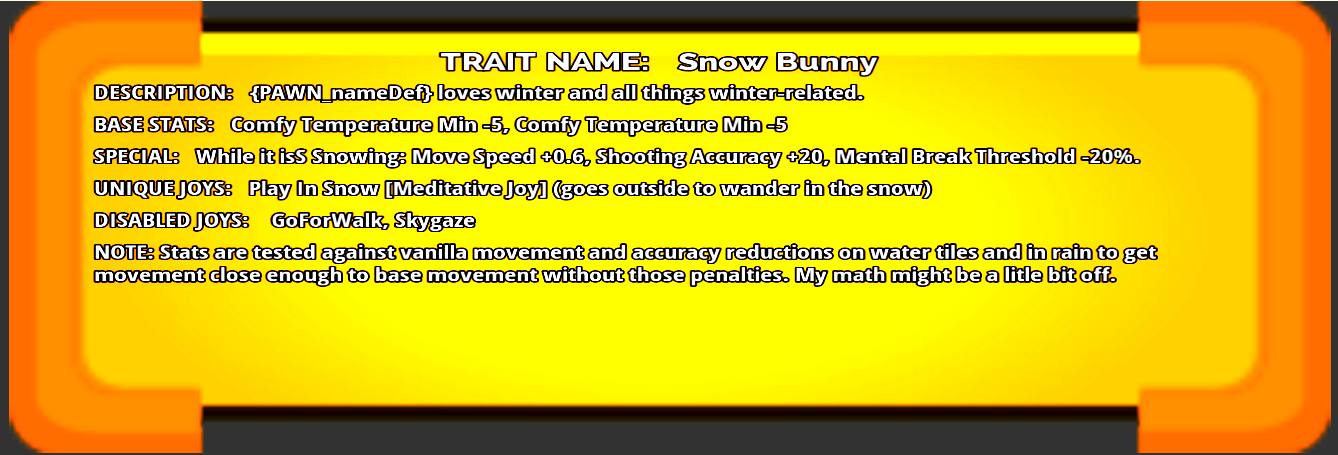 TRAIT NAME: Snow Bunny
DESCRIPTION: {PAWN_nameDef} loves winter and all things winter-related.
BASE STATS: Comfy Temperature Min -5, Comfy Temperature Min -5
SPECIAL: While it isS Snowing: Move Speed +0.6, Shooting Accuracy +20, Mental Break Threshold -20%.
UNIQUE JOYS: Play In Snow [Meditative Joy] (goes outside to wander in the snow)
DISABLED JOYS: GoForWalk, Skygaze
NOTE: Stats are tested against vanilla movement and accuracy reductions on water tiles and in rain to get
movement close enough to base movement without those penalties. My math might be a litle bit off.